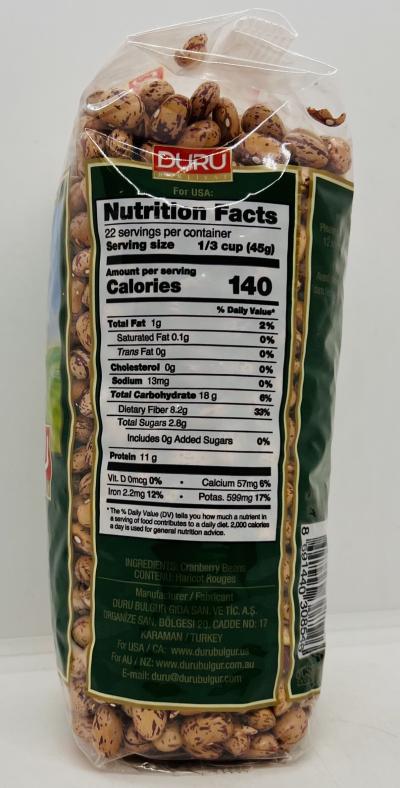 DURU
For USA:
Nutrition Facts
22 servings per container
Serving size 1/3 cup (45g)
Amount per serving
Calories 140
% Daily Value*
Total Fat 1g 2%
Saturated Fat 0.1g 0%
Trans Fat 0g 0%
Cholesterol 0g 0%
Sodium 13mg 0%
Total Carbohydrate 18 g 6%
Dietary Fiber 8.2g 33%
Total Sugars 2.8g
Includes 0g Added Sugars 0%
Protein 11 g
Vit. D 0mcg 0% • Calcium 57mg 6%
Iron 2.2mg 12% • Potas. 599mg 17%
* The % Daily Value (DV) tells you how much a nutrient in
a serving of food contributes to a daily diet. 2,000 calories
a day is used for general nutrition advice.
INGREDIENTS: Cranberry Beans
CONTENU: Haricot Rouges
Manufacturer / Fabricant
DURU BULGUR GIDA SAN. VE TİC. A.Ş.
ORGANİZE SAN. BÖLGESİ 20. CADDE NO: 17
KARAMAN / TURKEY
For USA / CA: www.durubulgur.us
For AU / NZ: www.durubulgur.com.au
E-mail: duru@durubulgur.com